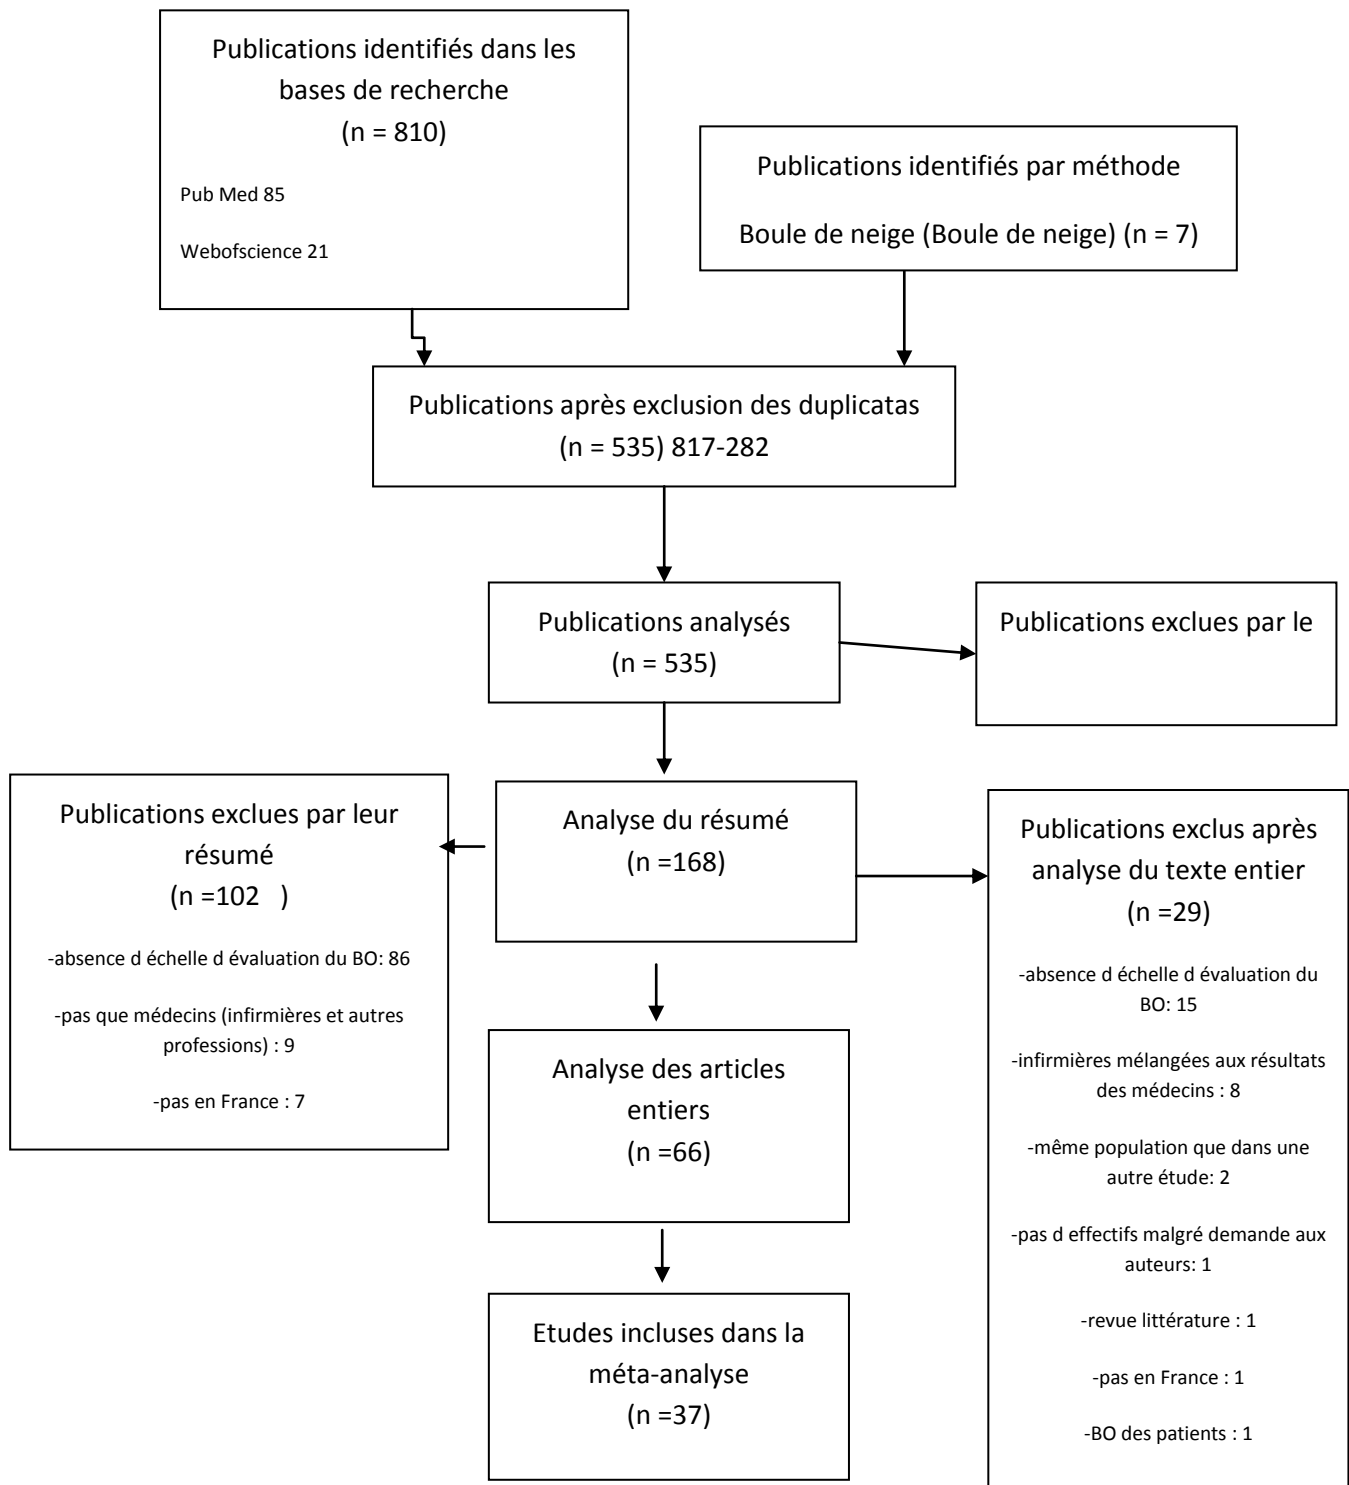 Publications identifiés dans les
bases de recherche
(n = 810)
Pub Med 85
Webofscience 21
Publications identifiés par méthode
Boule de neige (Boule de neige) (n = 7)
Publications après exclusion des duplicatas
(n = 535) 817-282
Publications analysés
(n = 535)
Publications exclues par le
Publications exclues par leur
résumé
(n =102   )
-absence d échelle d évaluation du BO: 86
-pas que médecins (infirmières et autres
professions) : 9
-pas en France : 7
Analyse du résumé
(n =168)
Publications exclus après
analyse du texte entier
(n =29)
-absence d échelle d évaluation du
BO: 15
-infirmières mélangées aux résultats
des médecins : 8
-même population que dans une
autre étude: 2
-pas d effectifs malgré demande aux
auteurs: 1
-revue littérature : 1
-pas en France : 1
-BO des patients : 1
Analyse des articles
entiers
(n =66)
Etudes incluses dans la
méta-analyse
(n =37)